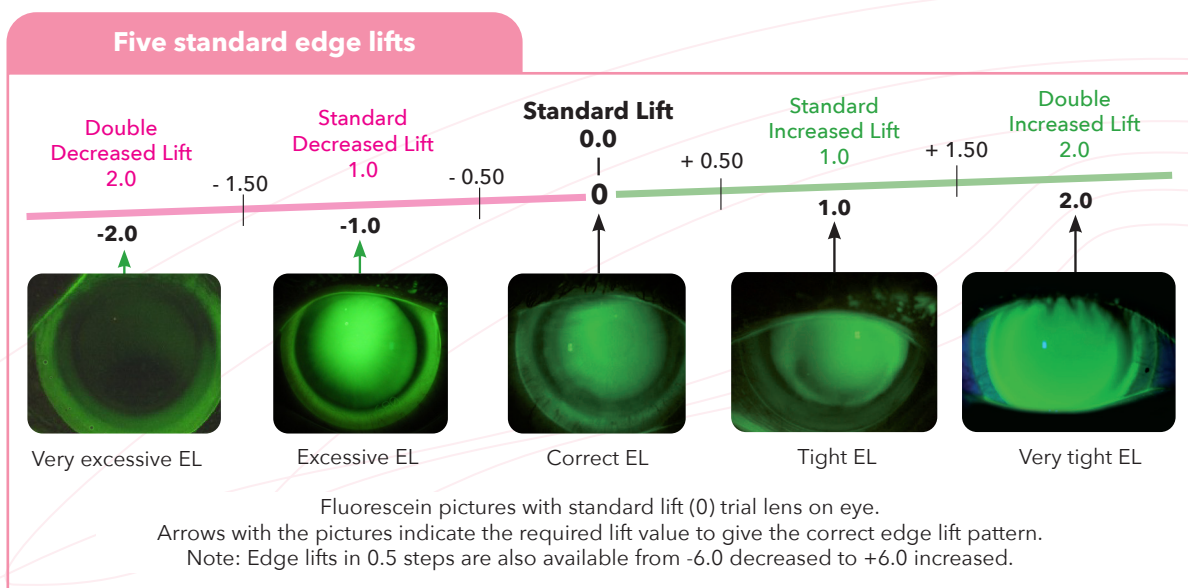 Five standard edge lifts
Double
Decreased Lift
2.0
- 1.50
Standard
Decreased Lift
1.0
- 0.50
Standard Lift
0.0
0
+ 0.50
Standard
Increased Lift
1.0
+ 1.50
Double
Increased Lift
2.0
-2.0
-1.0
1.0
2.0
Very excessive EL
Excessive EL
Correct EL
Tight EL
Very tight EL
Fluorescein pictures with standard lift (0) trial lens on eye.
Arrows with the pictures indicate the required lift value to give the correct edge lift pattern.
Note: Edge lifts in 0.5 steps are also available from -6.0 decreased to +6.0 increased.